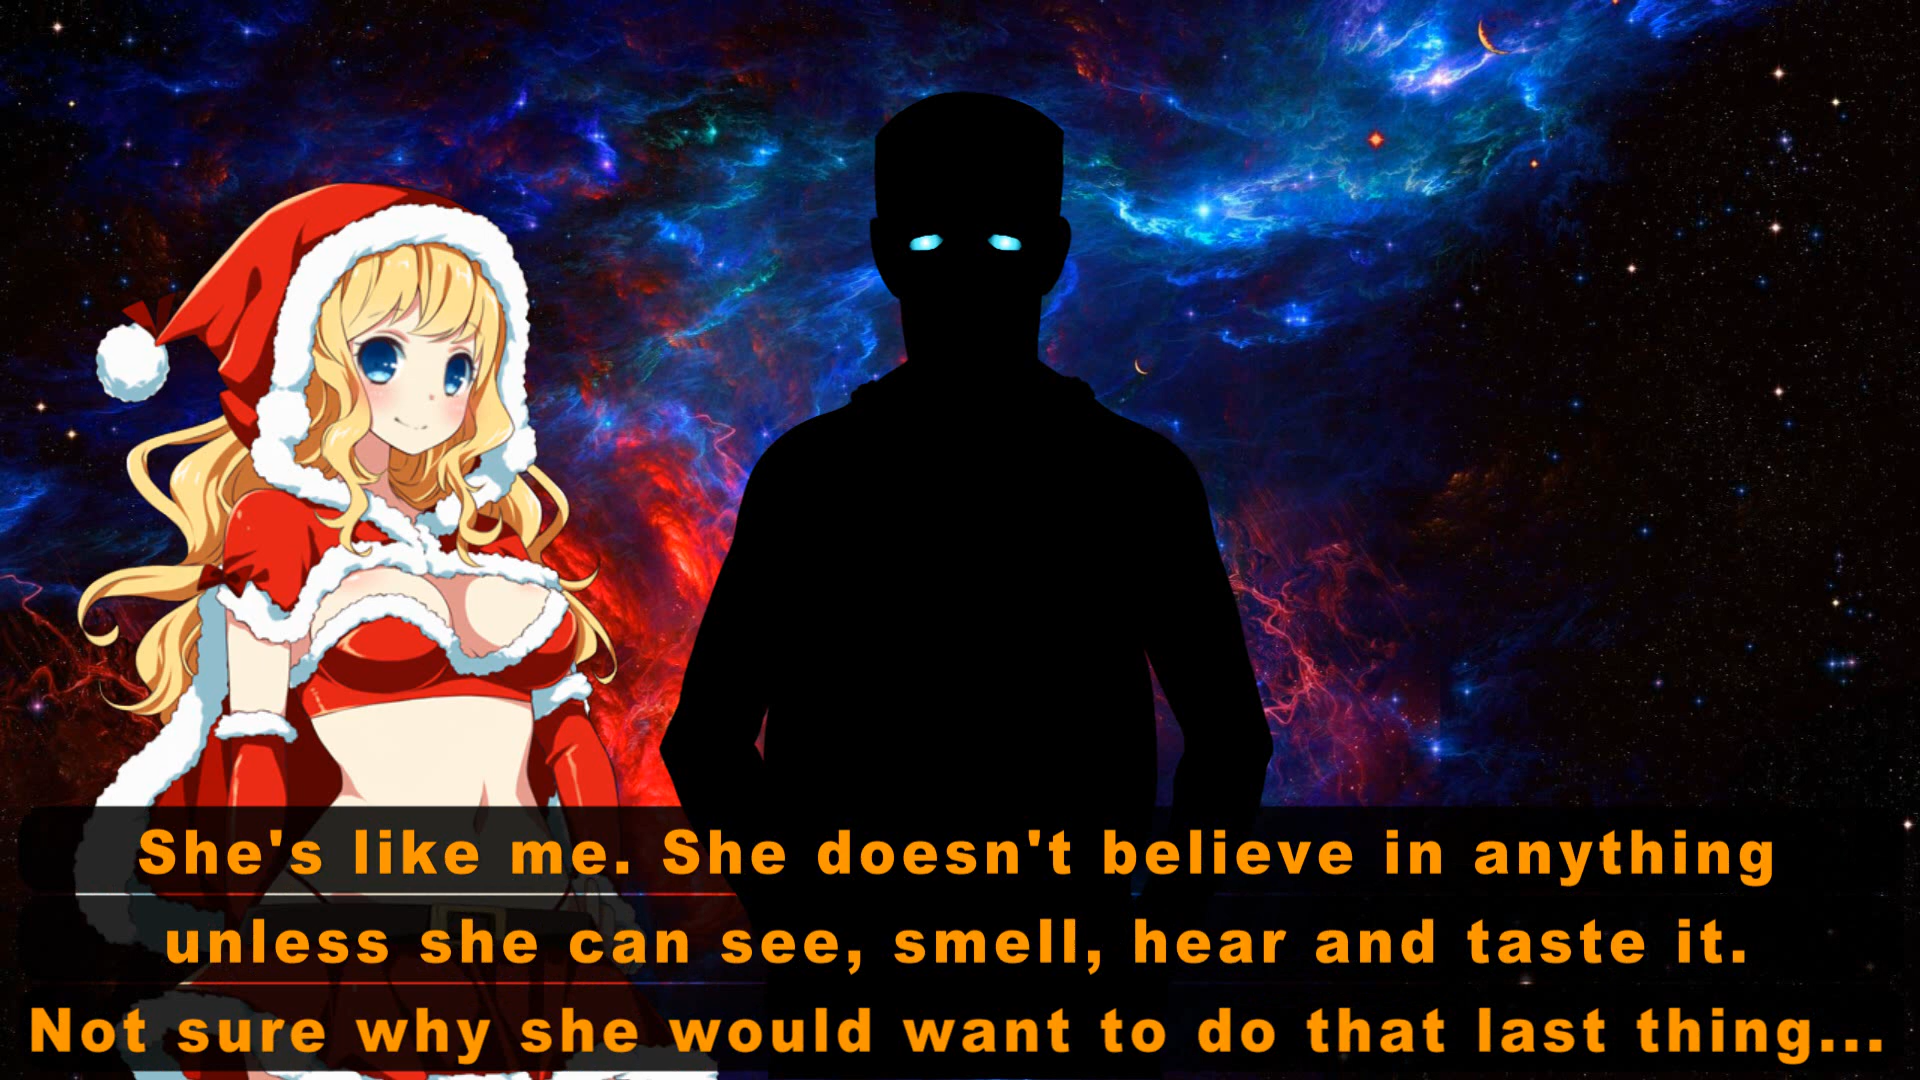 She's like me. She doesn't believe in anything
unless she can see, smell, hear and taste it.
Not sure why she would want to do that last thing...